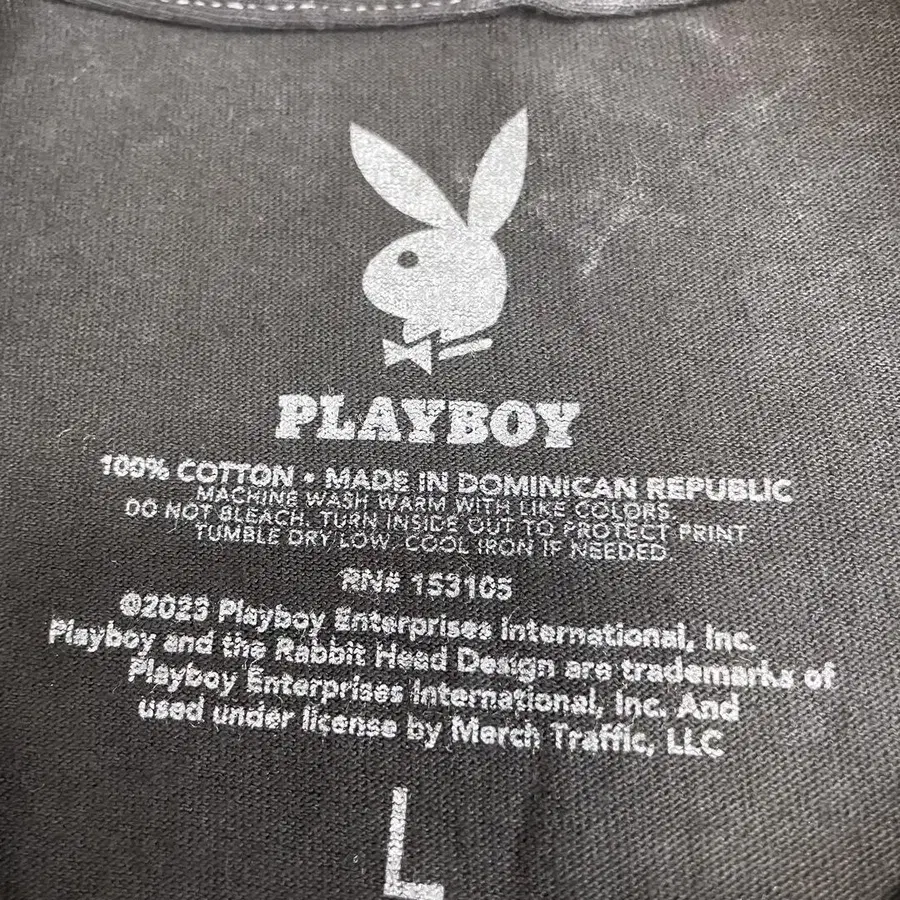 PLAYBOY
100% COTTON • MADE IN DOMINICAN REPUBLIC
MACHINE WASH WARM WITH LIKE COLORS.
DO NOT BLEACH. TURN INSIDE OUT TO PROTECT PRINT
TUMBLE DRY LOW. COOL IRON IF NEEDED.
RN# 153105
©2023 Playboy Enterprises International, Inc.
Playboy and the Rabbit Head Design are trademarks of
Playboy Enterprises International, Inc. And
used under license by Merch Traffic, LLC
L